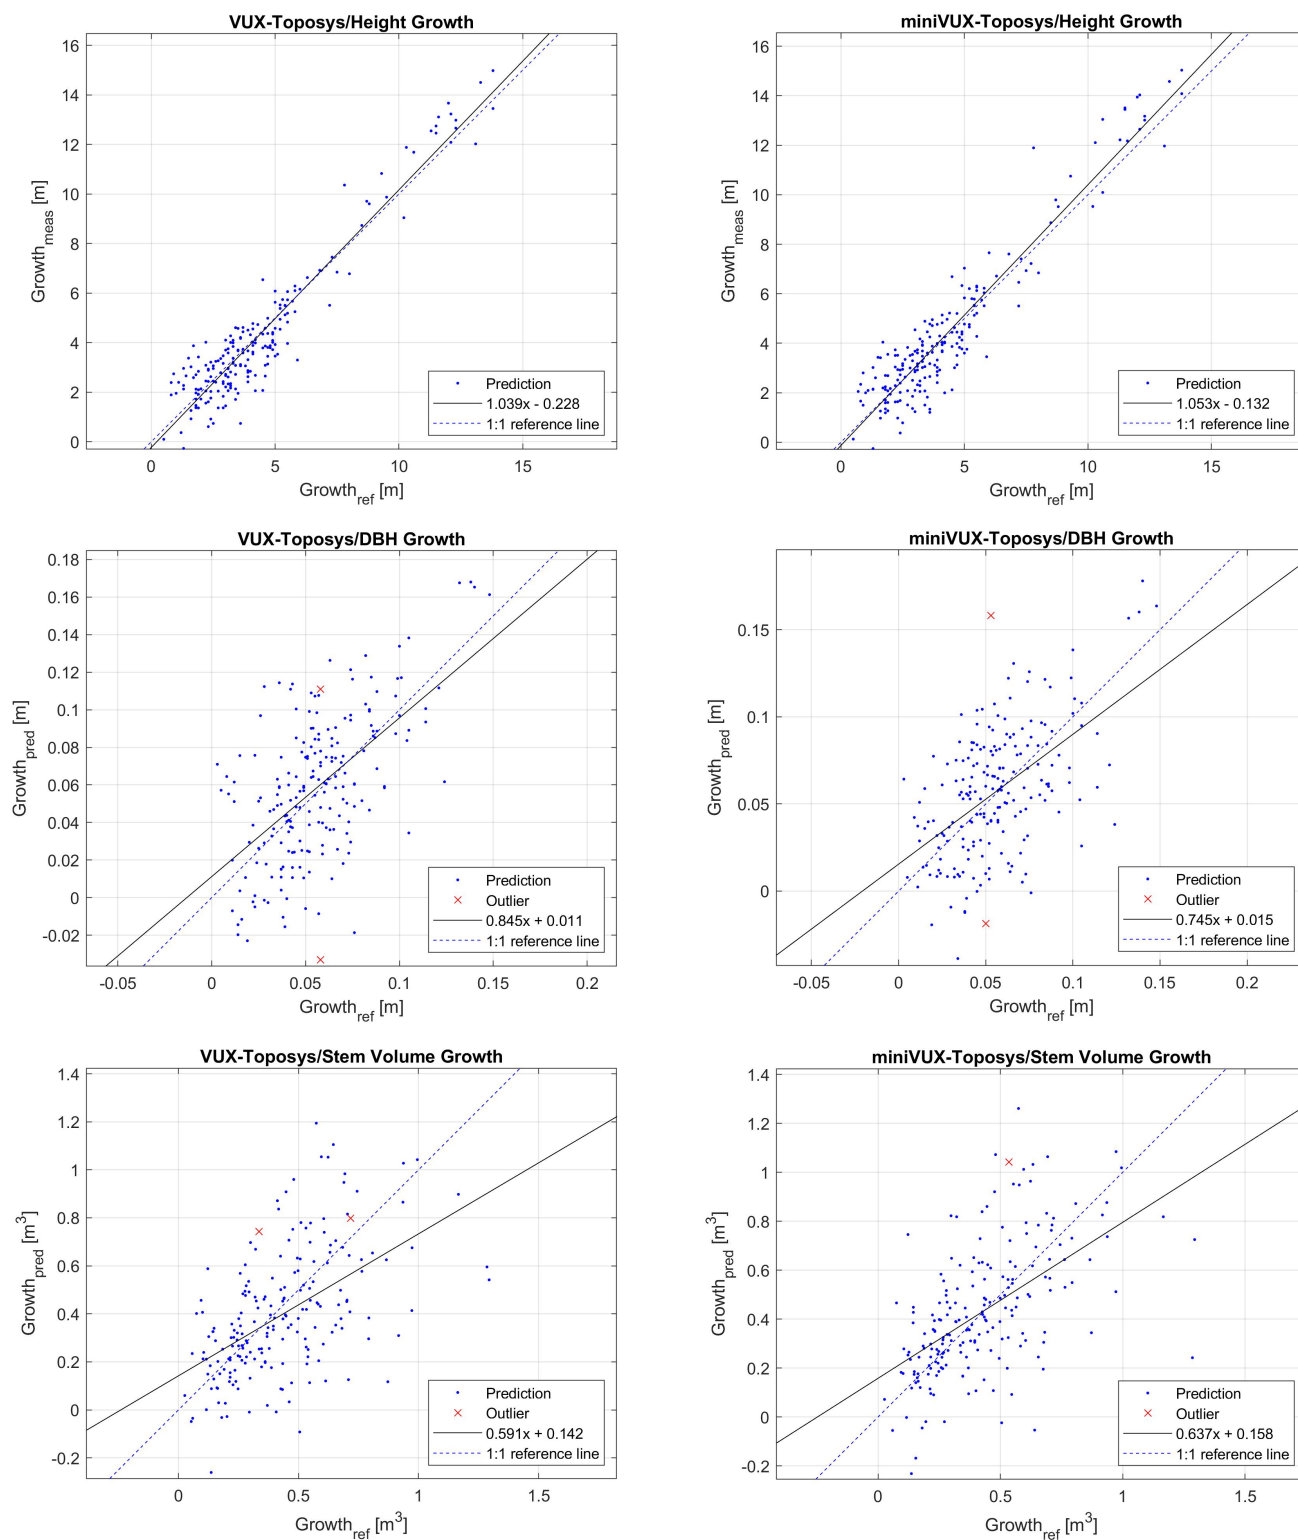 VUX-Toposys/Height Growth
16
14
12
10
8
6
4
2
0
Growth_meas [m]
0 5 10 15
Growth_ref [m]
Prediction
1.039x - 0.228
1:1 reference line
miniVUX-Toposys/Height Growth
16
14
12
10
8
6
4
2
0
Growth_meas [m]
0 5 10 15
Growth_ref [m]
Prediction
1.053x - 0.132
1:1 reference line
VUX-Toposys/DBH Growth
0.18
0.16
0.14
0.12
0.1
0.08
0.06
0.04
0.02
0
-0.02
Growth_pred [m]
-0.05 0 0.05 0.1 0.15 0.2
Growth_ref [m]
Prediction
Outlier
0.845x + 0.011
1:1 reference line
miniVUX-Toposys/DBH Growth
0.15
0.1
0.05
0
Growth_pred [m]
-0.05 0 0.05 0.1 0.15 0.2
Growth_ref [m]
Prediction
Outlier
0.745x + 0.015
1:1 reference line
VUX-Toposys/Stem Volume Growth
1.4
1.2
1
0.8
0.6
0.4
0.2
0
-0.2
Growth_pred [m³]
0 0.5 1 1.5
Growth_ref [m³]
Prediction
Outlier
0.591x + 0.142
1:1 reference line
miniVUX-Toposys/Stem Volume Growth
1.4
1.2
1
0.8
0.6
0.4
0.2
0
-0.2
Growth_pred [m³]
0 0.5 1 1.5
Growth_ref [m³]
Prediction
Outlier
0.637x + 0.158
1:1 reference line